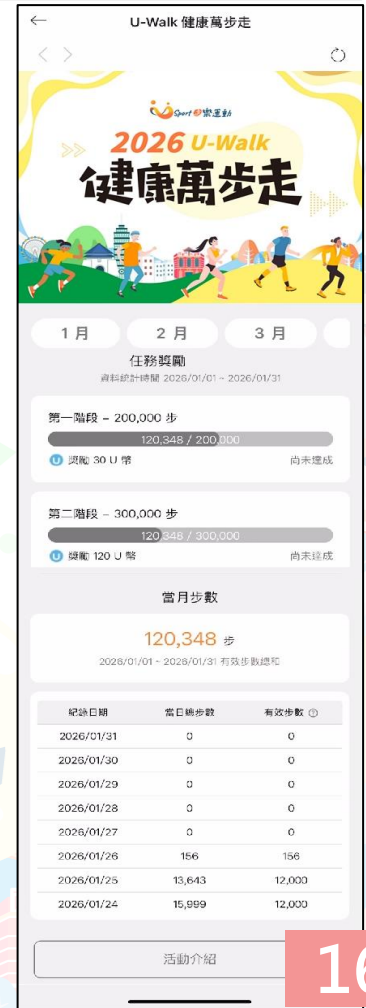 U-Walk 健康萬步走
Sport U樂運動
2026 U-Walk
健康萬步走
1 月
2 月
3 月
任務獎勵
資料統計時間 2026/01/01 ~ 2026/01/31
第一階段 – 200,000 步
120,348 / 200,000
獎勵 30 U 幣 尚未達成
第二階段 – 300,000 步
120,348 / 300,000
獎勵 120 U 幣 尚未達成
當月步數
120,348 步
2026/01/01 ~ 2026/01/31 有效步數總和
紀錄日期 當日總步數 有效步數
2026/01/31 0 0
2026/01/30 0 0
2026/01/29 0 0
2026/01/28 0 0
2026/01/27 0 0
2026/01/26 156 156
2026/01/25 13,643 12,000
2026/01/24 15,999 12,000
活動介紹
16